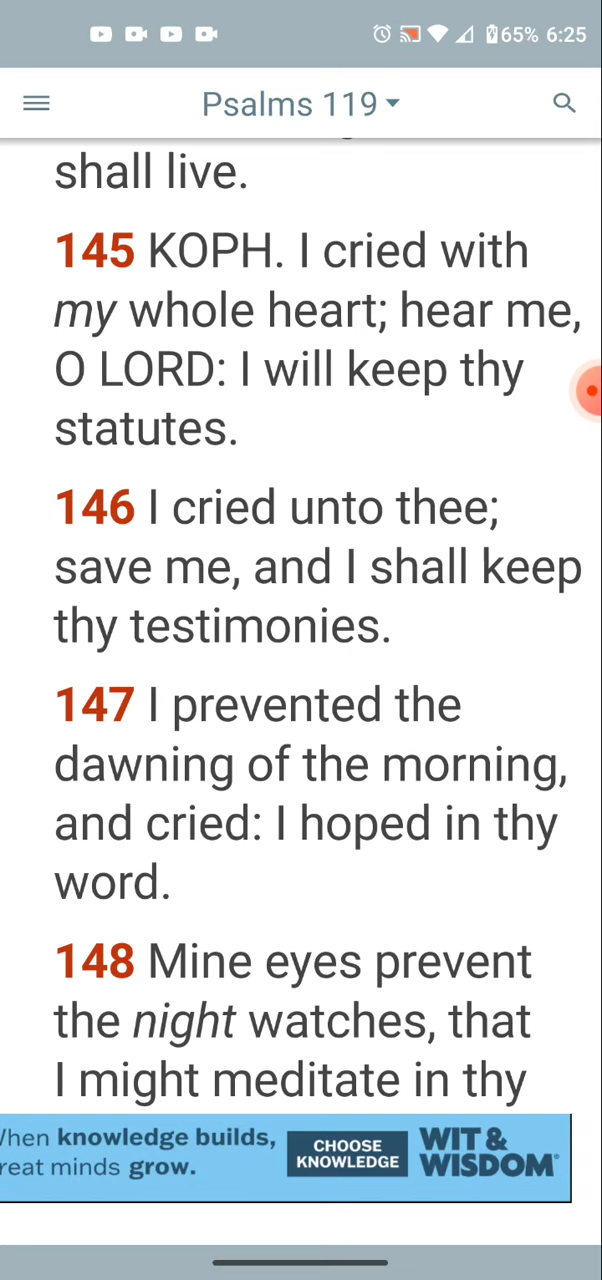 65% 6:25
Psalms 119
shall live.
145 KOPH. I cried with
my whole heart; hear me,
O LORD: I will keep thy
statutes.
146 I cried unto thee;
save me, and I shall keep
thy testimonies.
147 I prevented the
dawning of the morning,
and cried: I hoped in thy
word.
148 Mine eyes prevent
the night watches, that
I might meditate in thy
knowledge builds,
minds grow.
CHOOSE
KNOWLEDGE
WIT &
WISDOM